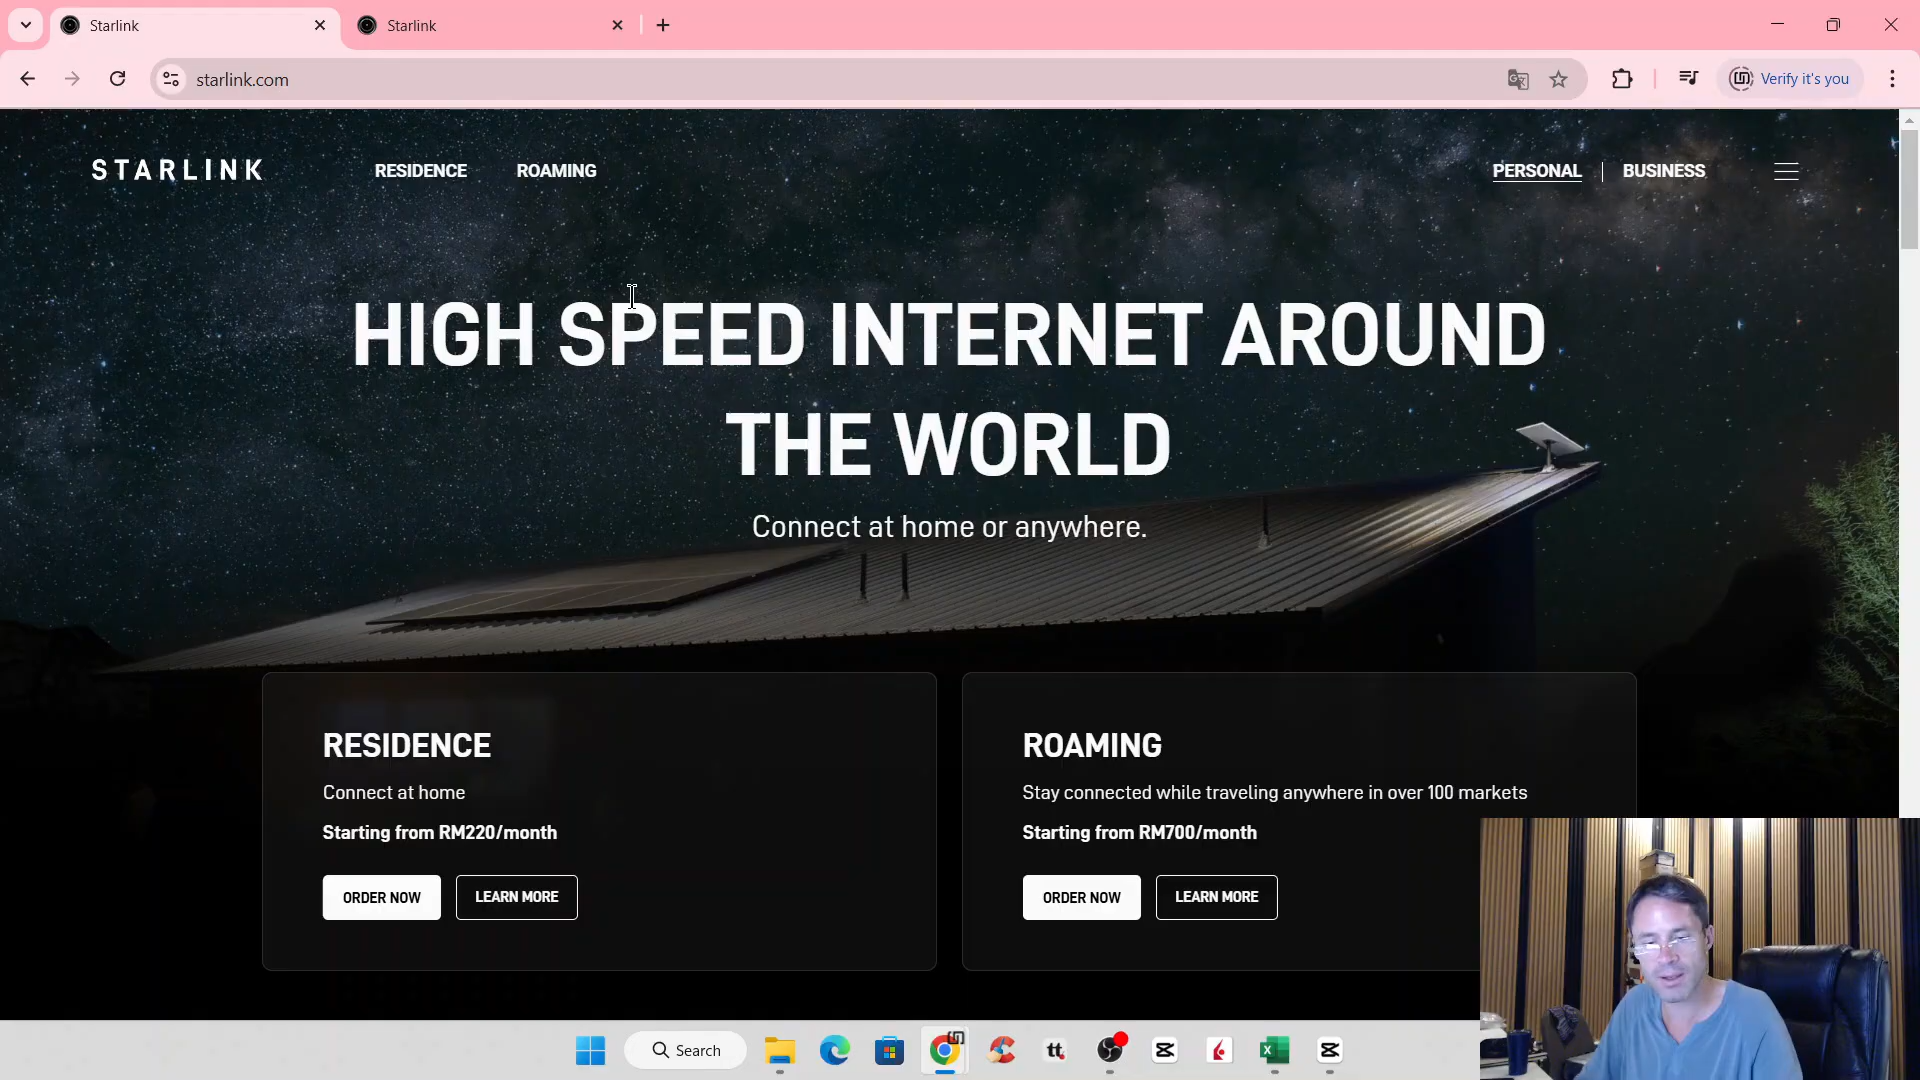 Starlink
Starlink
starlink.com
Verify it's you
STARLINK
RESIDENCE
ROAMING
PERSONAL
BUSINESS
HIGH SPEED INTERNET AROUND
THE WORLD
Connect at home or anywhere.
RESIDENCE
Connect at home
Starting from RM220/month
ORDER NOW
LEARN MORE
ROAMING
Stay connected while traveling anywhere in over 100 markets
Starting from RM700/month
ORDER NOW
LEARN MORE
Search
tt